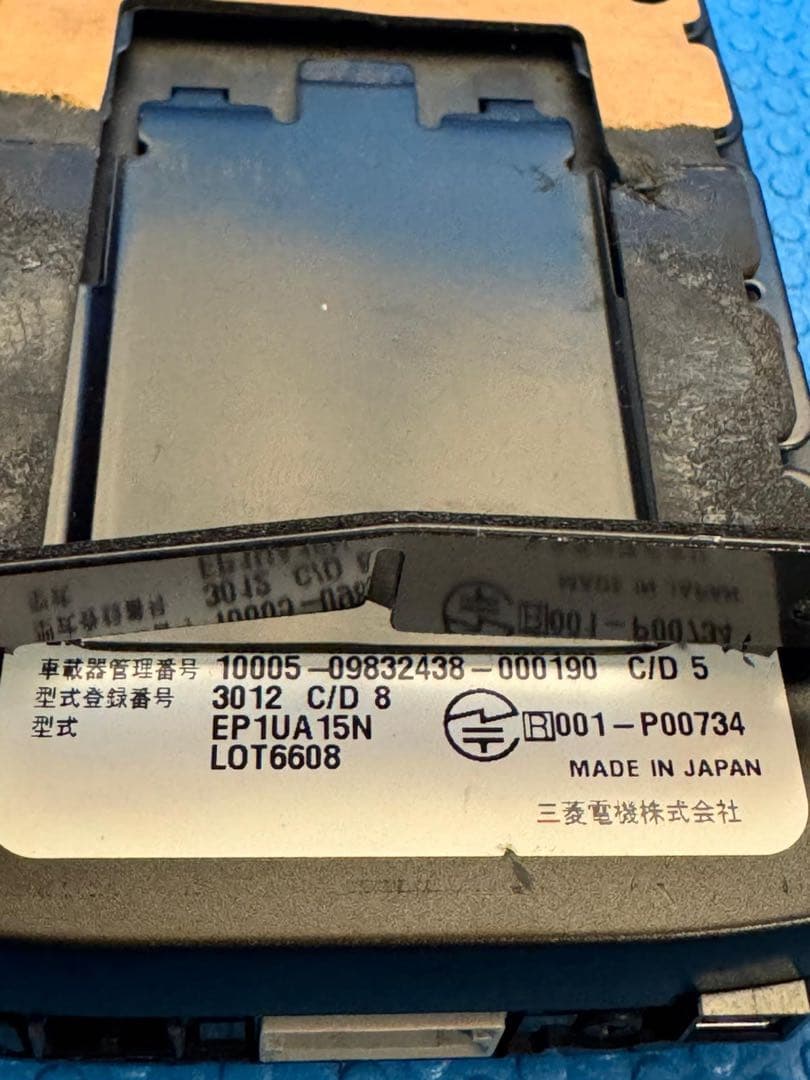 車載器管理番号 10005-09832438-000190 C/D 5
型式登録番号 3012 C/D 8
型式 EP1UA15N
LOT6608
R 001-P00734
MADE IN JAPAN
三菱電機株式会社